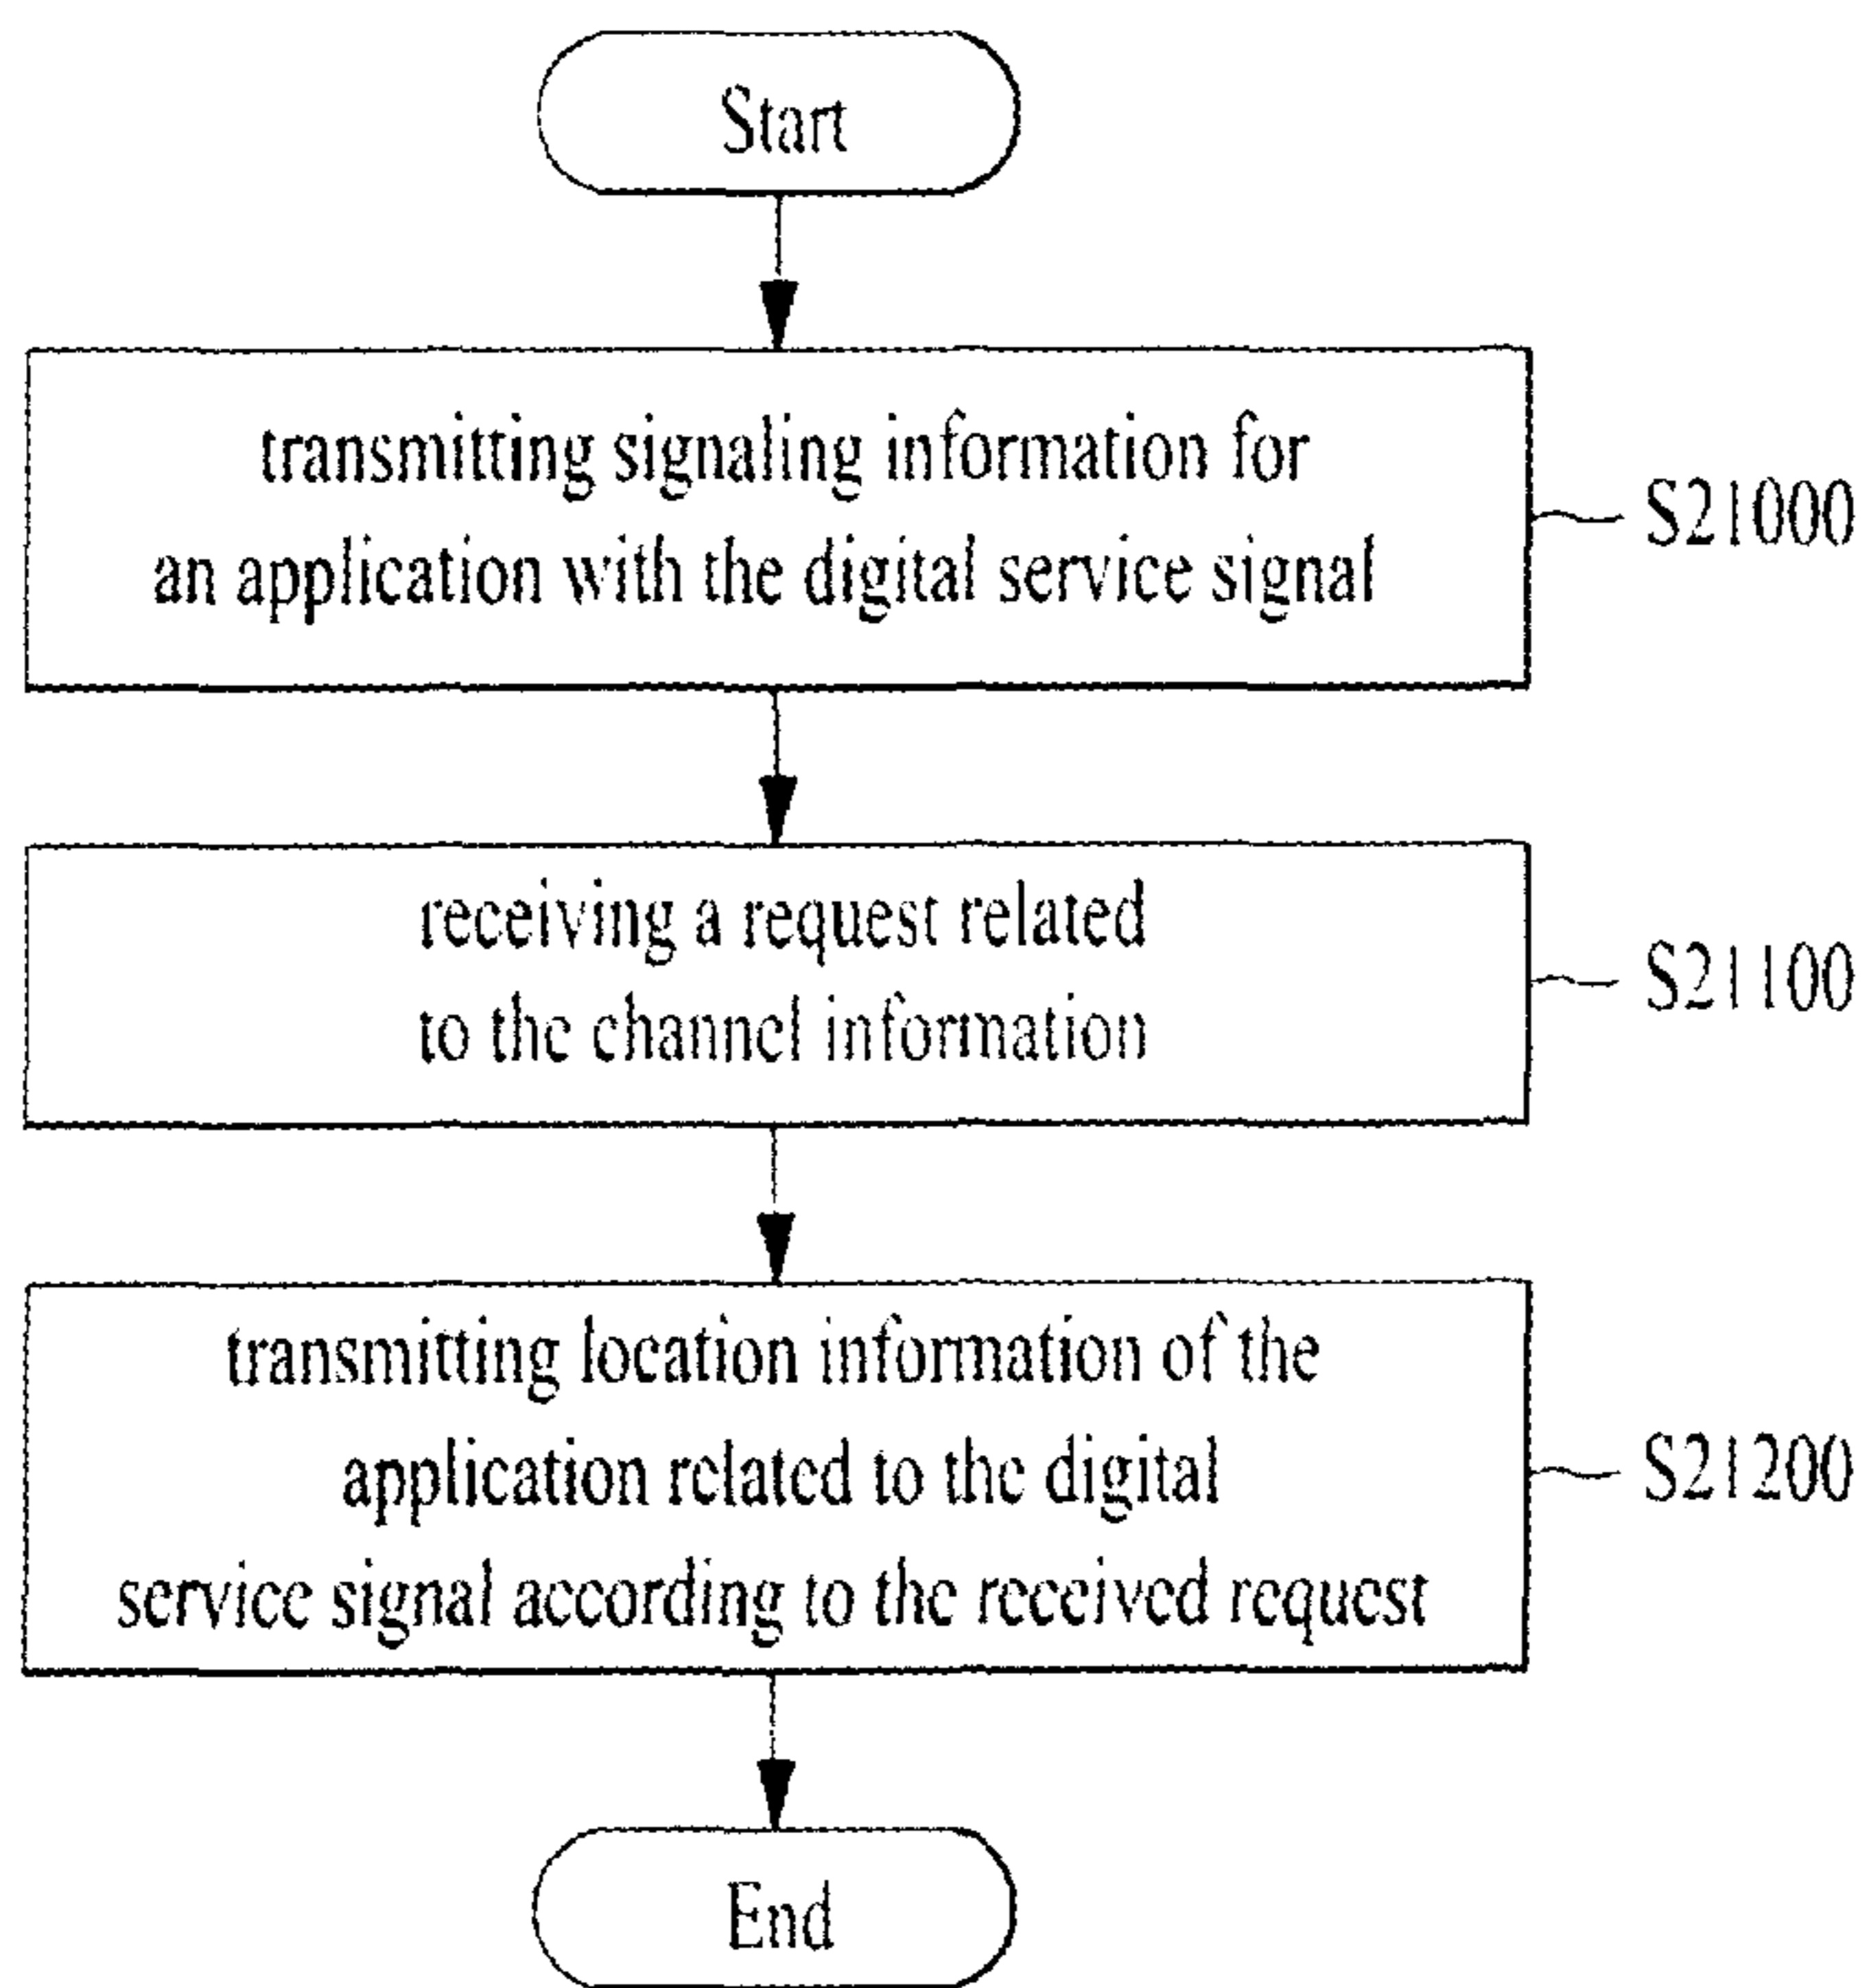 Start
transmitting signaling information for
an application with the digital service signal
S21000
receiving a request related
to the channel information
S21100
transmitting location information of the
application related to the digital
service signal according to the received request
S21200
End